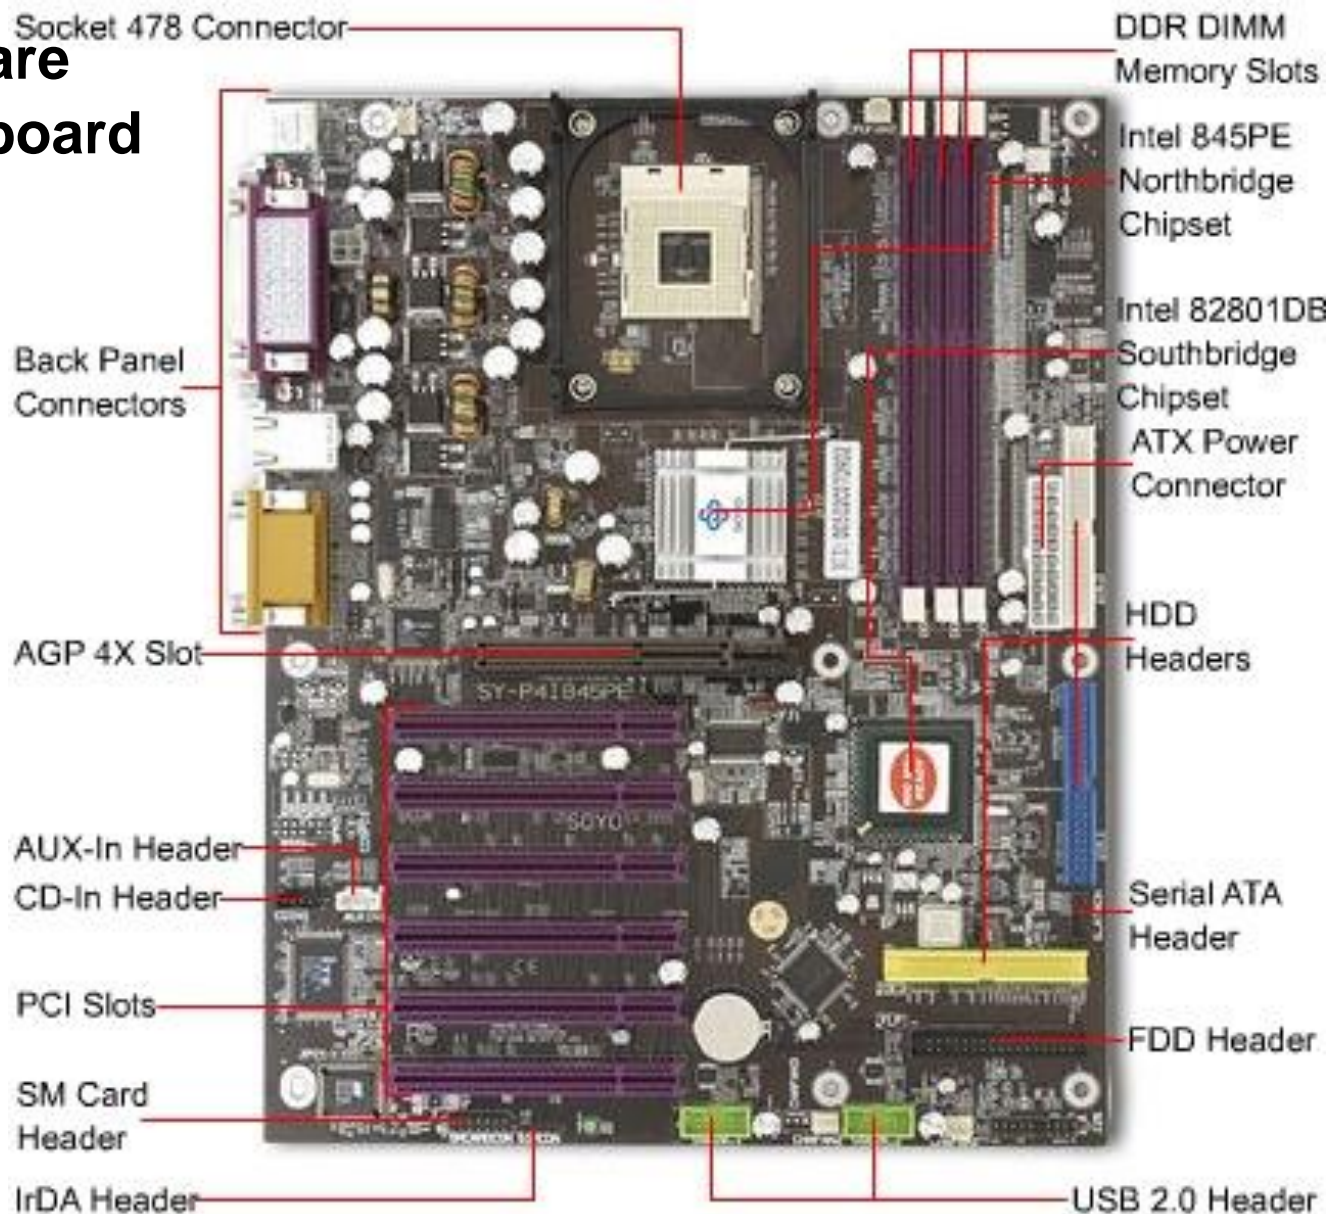 Socket 478 Connector
are
board
DDR DIMM
Memory Slots
Intel 845PE
Northbridge
Chipset
Intel 82801DB
Southbridge
Chipset
Back Panel
Connectors
ATX Power
Connector
HDD
Headers
AGP 4X Slot
SY-P4I845PE
SOYO
AUX-In Header
CD-In Header
Serial ATA
Header
PCI Slots
FDD Header
SM Card
Header
IrDA Header
USB 2.0 Header